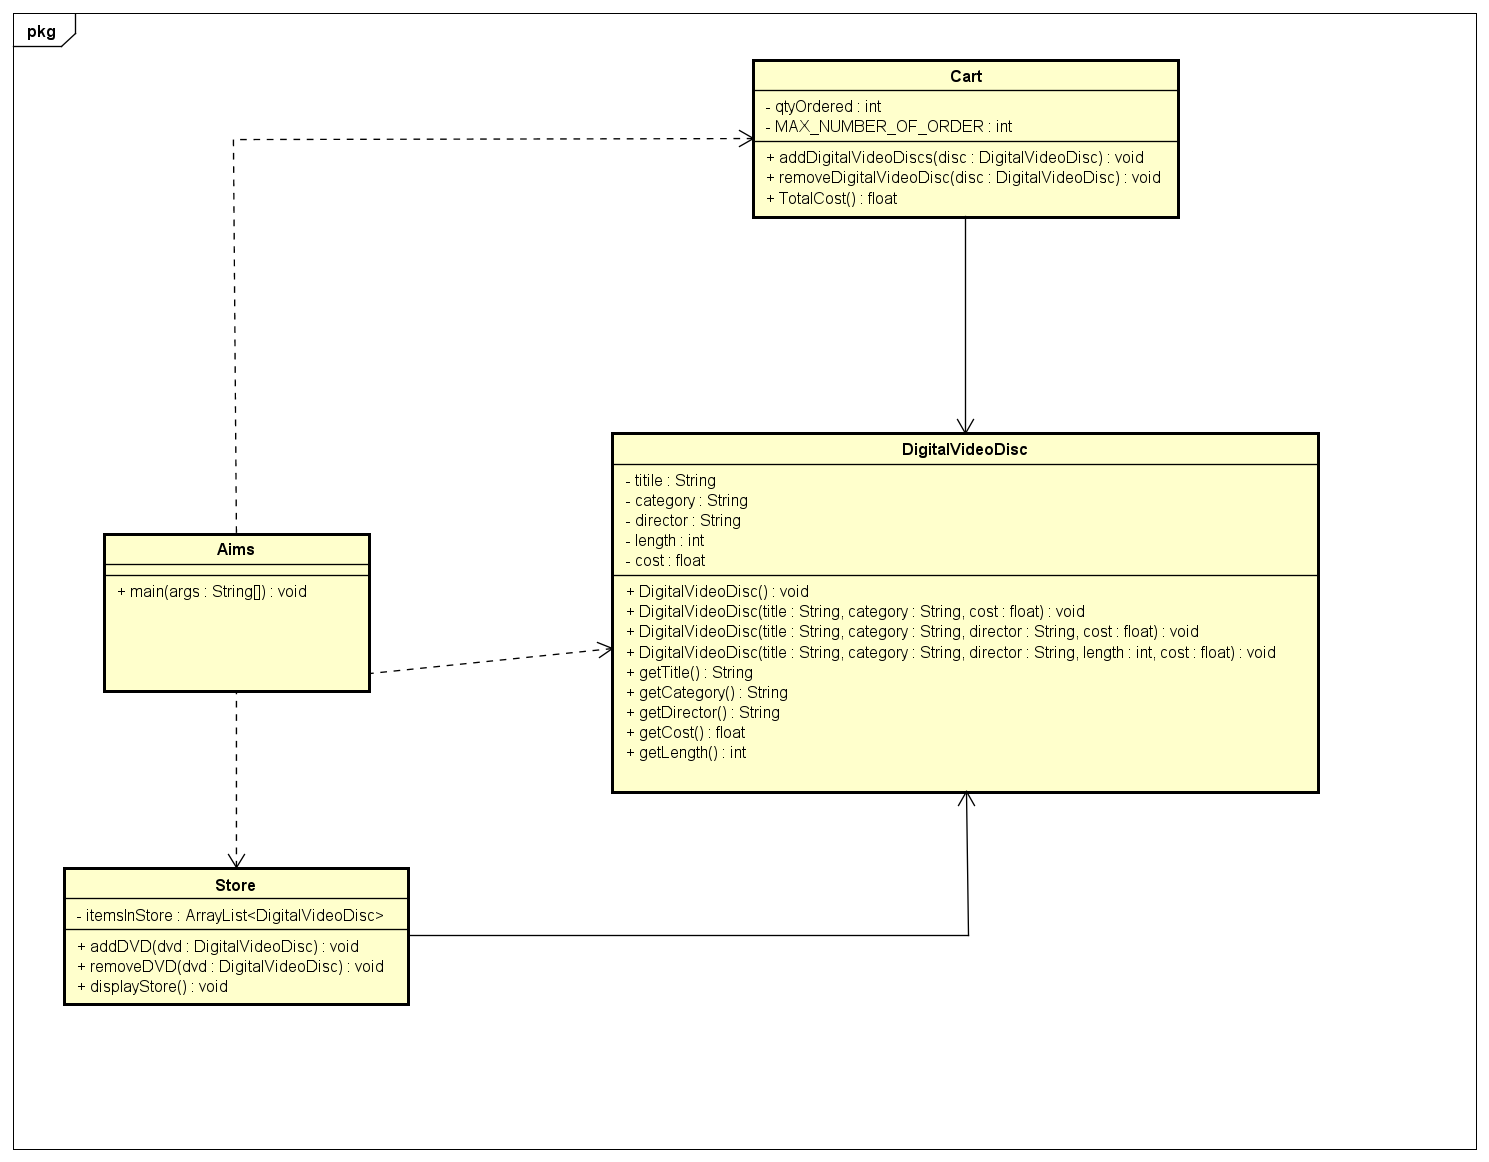 pkg
Cart
- qtyOrdered : int
- MAX_NUMBER_OF_ORDER : int
+ addDigitalVideoDiscs(disc : DigitalVideoDisc) : void
+ removeDigitalVideoDisc(disc : DigitalVideoDisc) : void
+ TotalCost() : float
DigitalVideoDisc
- titile : String
- category : String
- director : String
- length : int
- cost : float
+ DigitalVideoDisc() : void
+ DigitalVideoDisc(title : String, category : String, cost : float) : void
+ DigitalVideoDisc(title : String, category : String, director : String, cost : float) : void
+ DigitalVideoDisc(title : String, category : String, director : String, length : int, cost : float) : void
+ getTitle() : String
+ getCategory() : String
+ getDirector() : String
+ getCost() : float
+ getLength() : int
Aims
+ main(args : String[]) : void
Store
- itemsInStore : ArrayList<DigitalVideoDisc>
+ addDVD(dvd : DigitalVideoDisc) : void
+ removeDVD(dvd : DigitalVideoDisc) : void
+ displayStore() : void